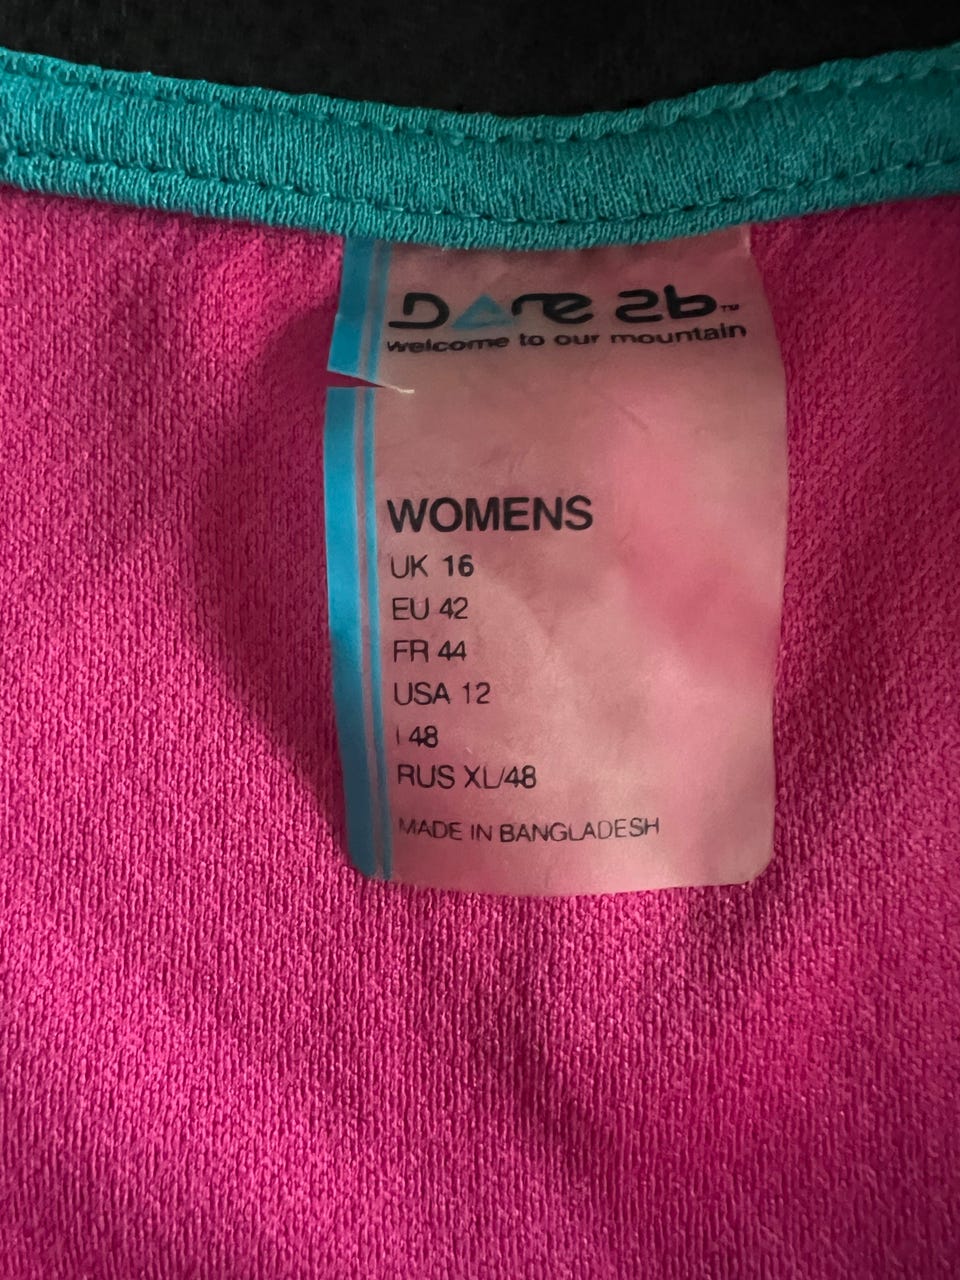 Dare 2b™
welcome to our mountain
WOMENS
UK 16
EU 42
FR 44
USA 12
I 48
RUS XL/48
MADE IN BANGLADESH